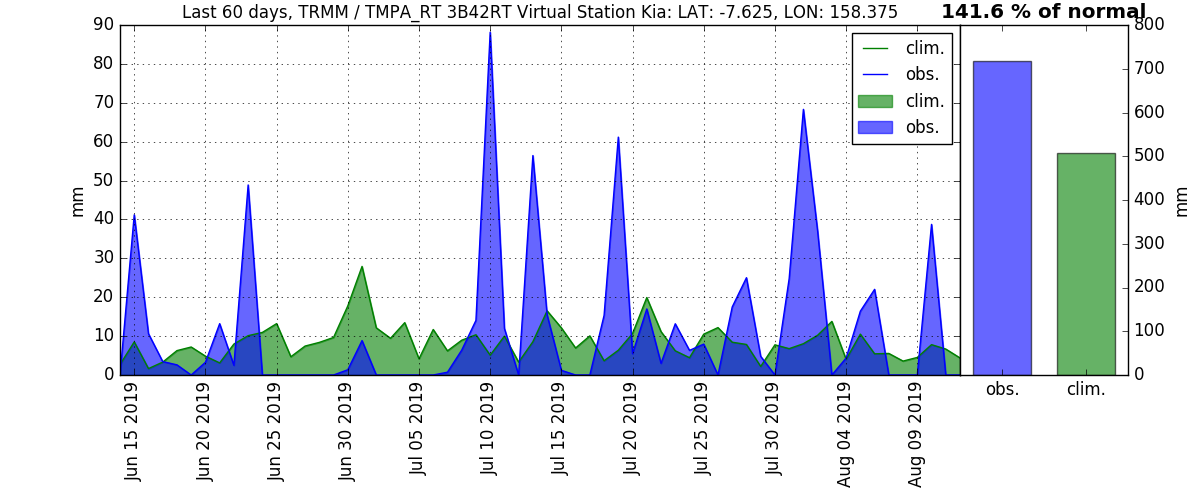 Last 60 days, TRMM / TMPA_RT 3B42RT Virtual Station Kia: LAT: -7.625, LON: 158.375
141.6 % of normal
90
80
70
60
50
40
30
20
10
0
mm
clim.
obs.
clim.
obs.
800
700
600
500
400
300
200
100
0
mm
obs.
clim.
Jun 15 2019
Jun 20 2019
Jun 25 2019
Jun 30 2019
Jul 05 2019
Jul 10 2019
Jul 15 2019
Jul 20 2019
Jul 25 2019
Jul 30 2019
Aug 04 2019
Aug 09 2019